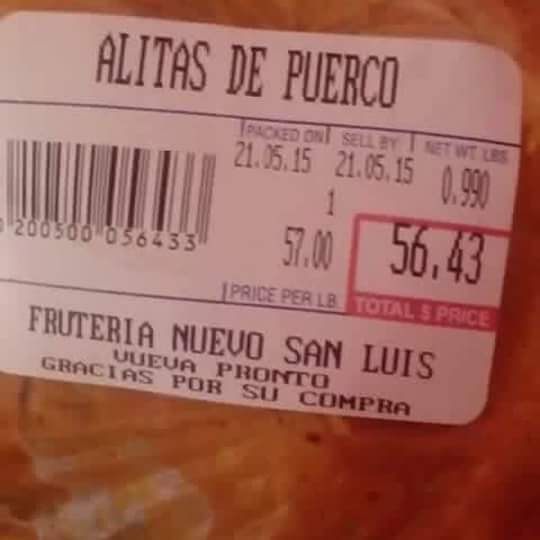 ALITAS DE PUERCO
PACKED ON SELL BY NET WT LBS
21.05.15 21.05.15 0.990
1
57.00 56.43
PRICE PER LB TOTAL $ PRICE
200500 056433
FRUTERIA NUEVO SAN LUIS
VUEVA PRONTO
GRACIAS POR SU COMPRA